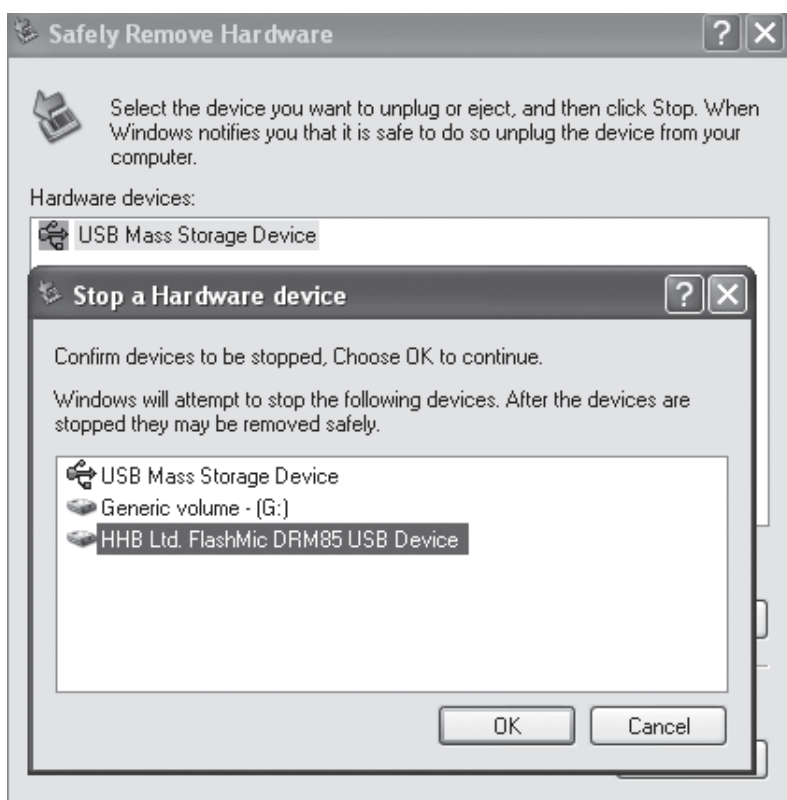 Safely Remove Hardware
Select the device you want to unplug or eject, and then click Stop. When
Windows notifies you that it is safe to do so unplug the device from your
computer.
Hardware devices:
USB Mass Storage Device
Stop a Hardware device
Confirm devices to be stopped, Choose OK to continue.
Windows will attempt to stop the following devices. After the devices are
stopped they may be removed safely.
USB Mass Storage Device
Generic volume - (G:)
HHB Ltd. FlashMic DRM85 USB Device
OK Cancel